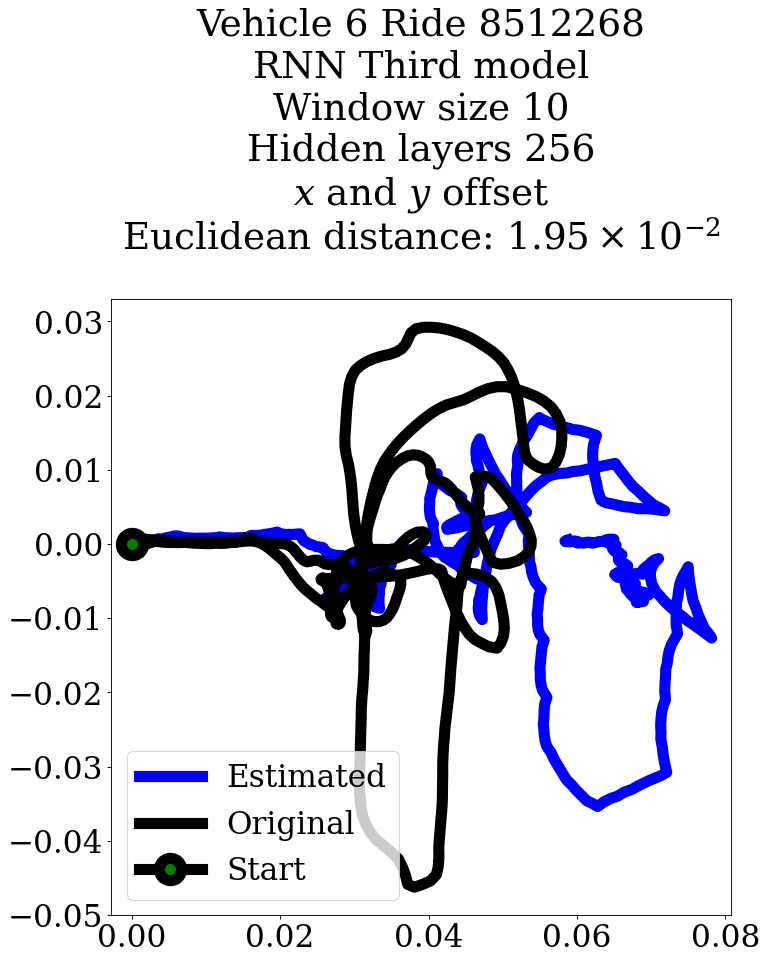 Vehicle 6 Ride 8512268
RNN Third model
Window size 10
Hidden layers 256
x and y offset
Euclidean distance: 1.95 × 10⁻²
0.03
0.02
0.01
0.00
−0.01
−0.02
−0.03
−0.04
−0.05
Estimated
Original
Start
0.00 0.02 0.04 0.06 0.08